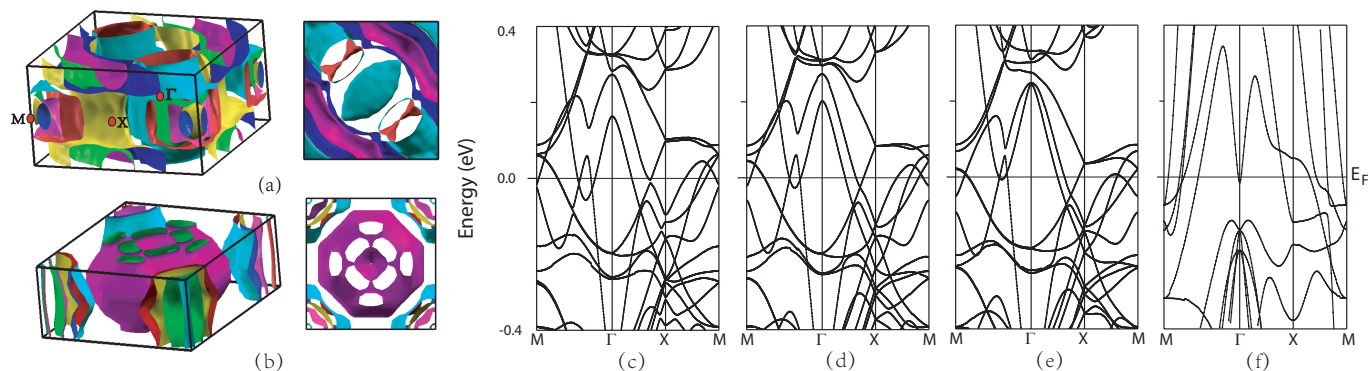 M
Γ
X
(a)
(b)
Energy (eV)
0.4
0.0
-0.4
M Γ X M
(c)
M Γ X M
(d)
M Γ X M
(e)
M Γ X M
(f)
E_F